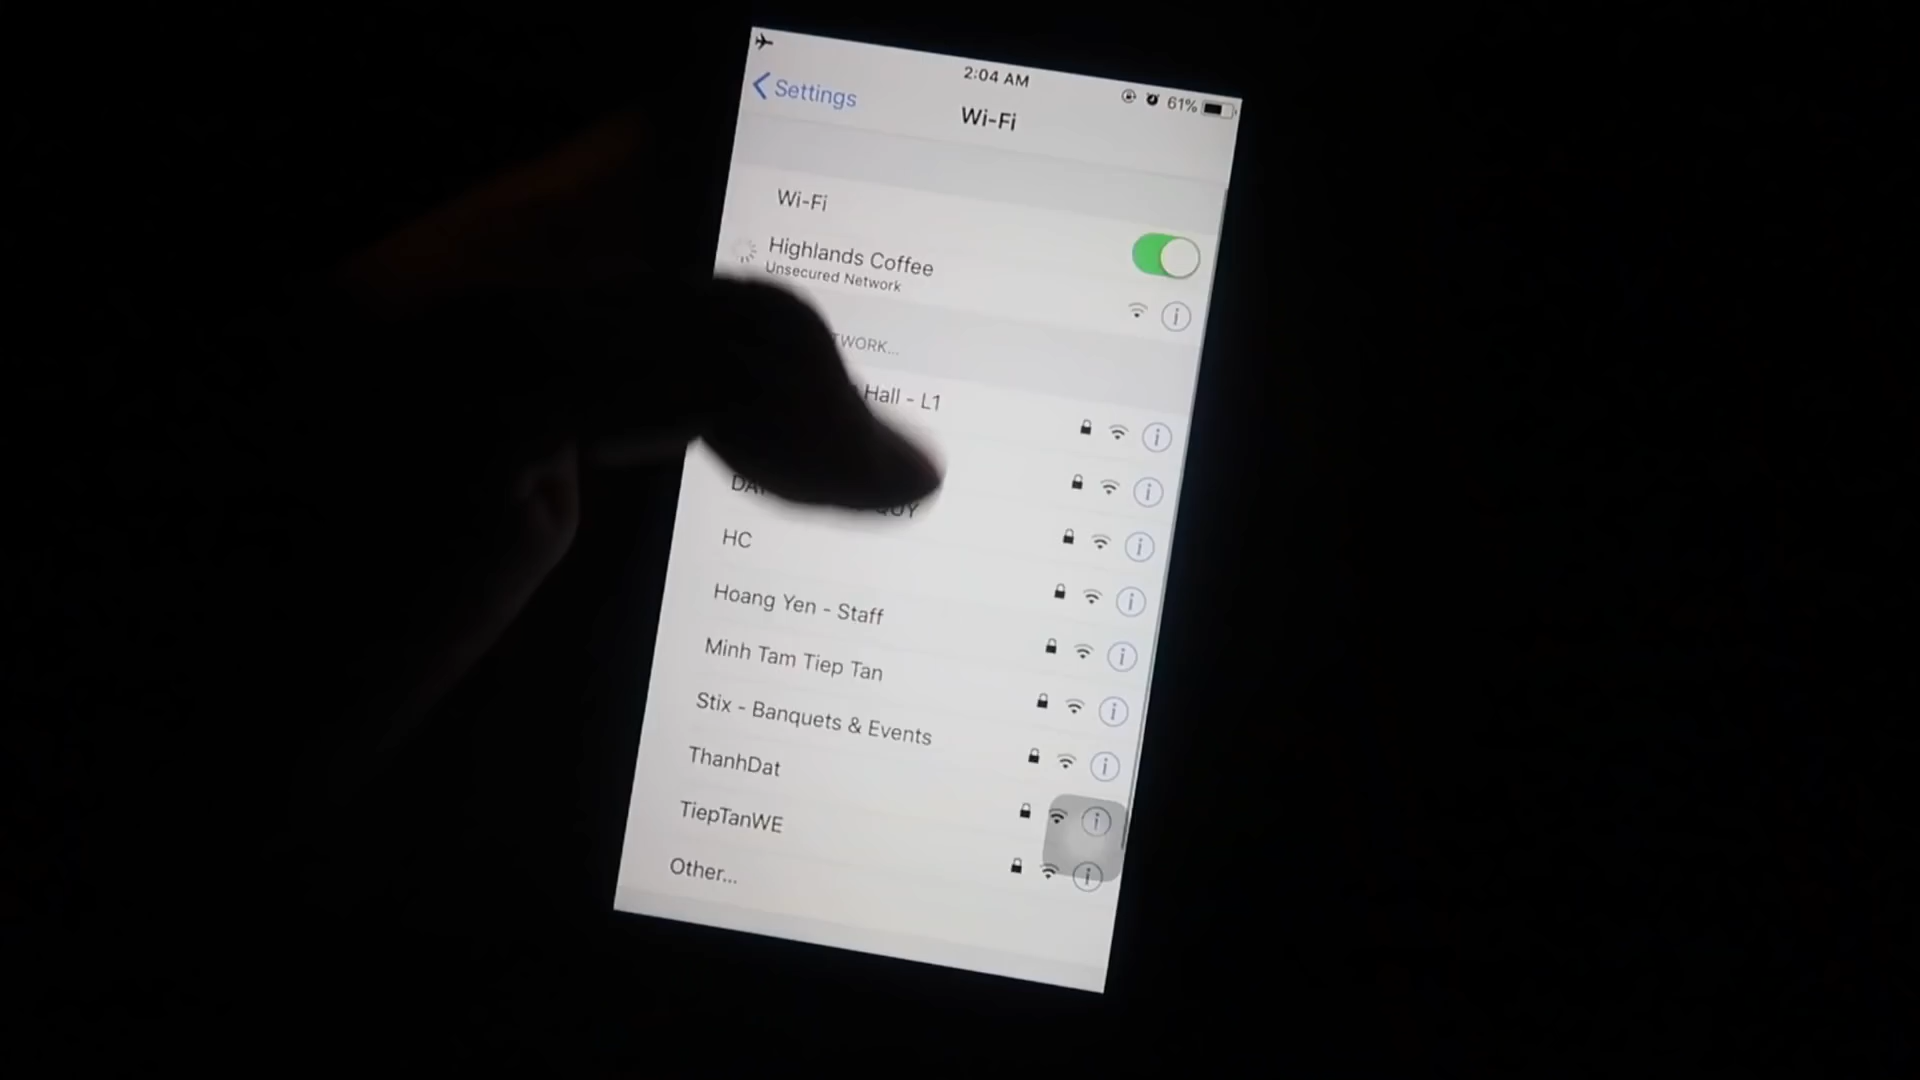 2:04 AM
61%
Settings
Wi-Fi
Wi-Fi
Highlands Coffee
Unsecured Network
Hall - L1
HC
Hoang Yen - Staff
Minh Tam Tiep Tan
Stix - Banquets & Events
ThanhDat
TiepTanWE
Other...